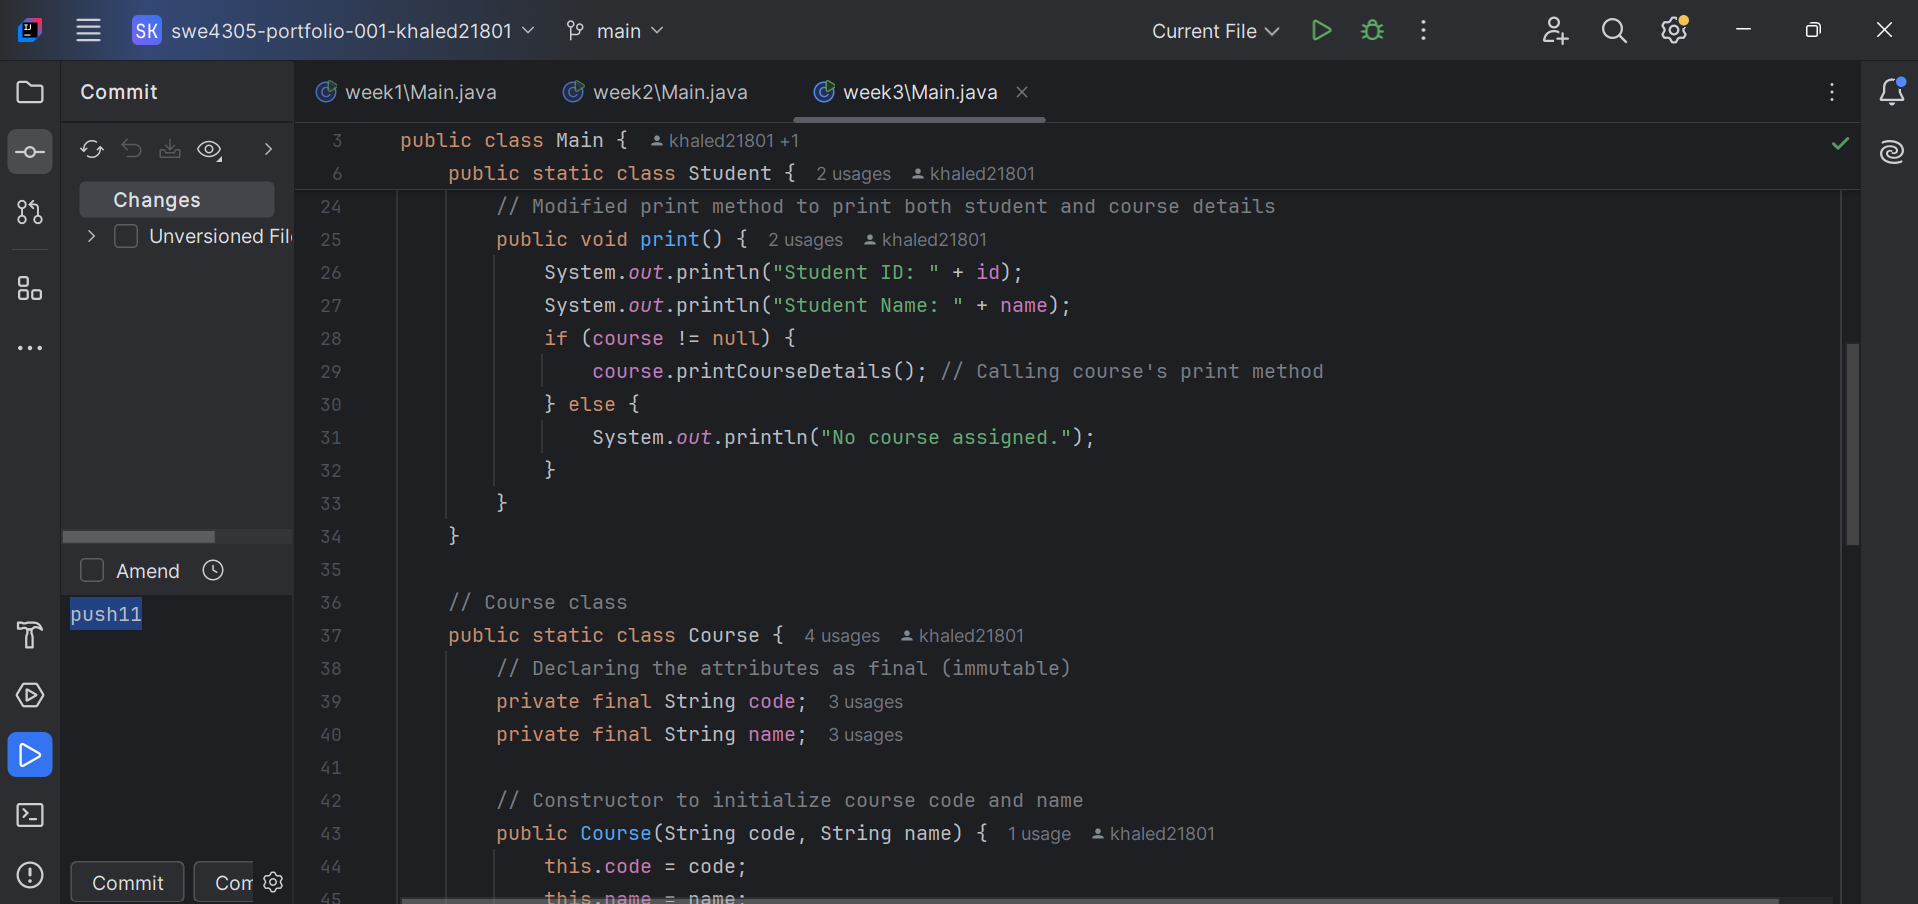 SK swe4305-portfolio-001-khaled21801 main Current File
Commit
week1\Main.java week2\Main.java week3\Main.java
Changes
Unversioned Fil
Amend
push11
Commit Com
3 public class Main { khaled21801 +1
6 public static class Student { 2 usages khaled21801
24 // Modified print method to print both student and course details
25 public void print() { 2 usages khaled21801
26 System.out.println("Student ID: " + id);
27 System.out.println("Student Name: " + name);
28 if (course != null) {
29 course.printCourseDetails(); // Calling course's print method
30 } else {
31 System.out.println("No course assigned.");
32 }
33 }
34 }
35
36 // Course class
37 public static class Course { 4 usages khaled21801
38 // Declaring the attributes as final (immutable)
39 private final String code; 3 usages
40 private final String name; 3 usages
41
42 // Constructor to initialize course code and name
43 public Course(String code, String name) { 1 usage khaled21801
44 this.code = code;
45 this.name = name;